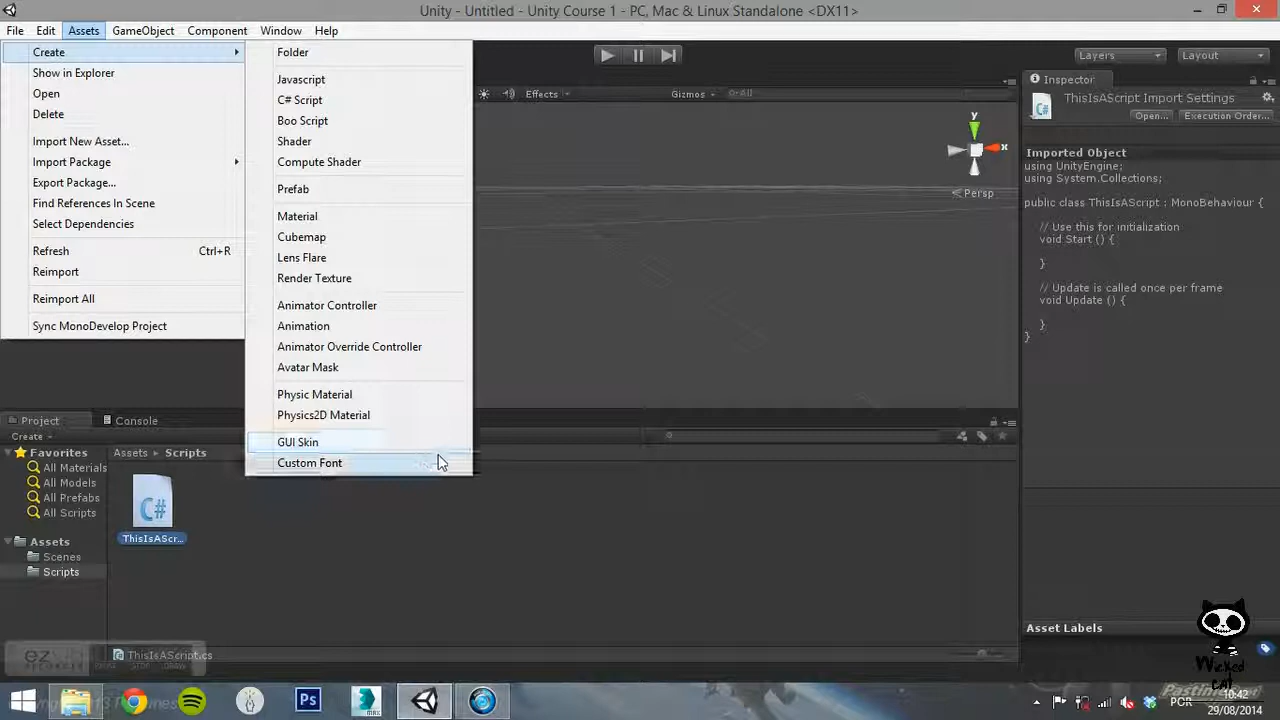 Unity - Untitled - Unity Course 1 - PC, Mac & Linux Standalone <DX11>
File Edit Assets GameObject Component Window Help
Create
Show in Explorer
Open
Delete
Import New Asset...
Import Package
Export Package...
Find References In Scene
Select Dependencies
Refresh Ctrl+R
Reimport
Reimport All
Sync MonoDevelop Project
Folder
Javascript
C# Script
Boo Script
Shader
Compute Shader
Prefab
Material
Cubemap
Lens Flare
Render Texture
Animator Controller
Animation
Animator Override Controller
Avatar Mask
Physic Material
Physics2D Material
GUI Skin
Custom Font
Layers Layout
Effects Gizmos All
y
x
Persp
Inspector
ThisIsAScript Import Settings
C#
Open... Execution Order...
Imported Object
using UnityEngine;
using System.Collections;
public class ThisIsAScript : MonoBehaviour {
// Use this for initialization
void Start () {
}
// Update is called once per frame
void Update () {
}
}
Asset Labels
Project Console
Create
Favorites
All Materials
All Models
All Prefabs
All Scripts
Assets
Scenes
Scripts
Assets Scripts
C#
ThisIsAScr...
ThisIsAScript.cs
Wicked
cat
Ps
PGR
10:42
29/08/2014